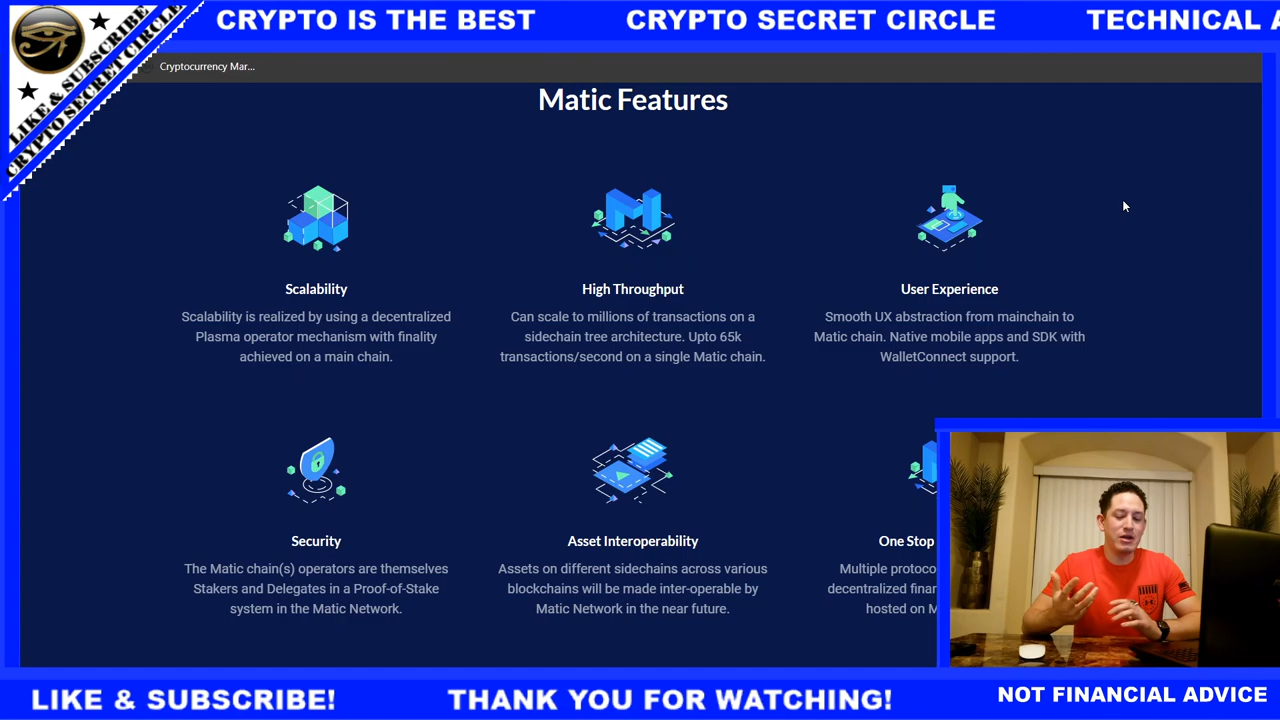 CRYPTO IS THE BEST
CRYPTO SECRET CIRCLE
TECHNICAL A
LIKE & SUBSCRIBE
CRYPTO SECRET CIRCLE
Cryptocurrency Mar...
Matic Features
Scalability
Scalability is realized by using a decentralized
Plasma operator mechanism with finality
achieved on a main chain.
High Throughput
Can scale to millions of transactions on a
sidechain tree architecture. Upto 65k
transactions/second on a single Matic chain.
User Experience
Smooth UX abstraction from mainchain to
Matic chain. Native mobile apps and SDK with
WalletConnect support.
Security
The Matic chain(s) operators are themselves
Stakers and Delegates in a Proof-of-Stake
system in the Matic Network.
Asset Interoperability
Assets on different sidechains across various
blockchains will be made inter-operable by
Matic Network in the near future.
One Stop
Multiple protoco
decentralized finar
hosted on M
LIKE & SUBSCRIBE!
THANK YOU FOR WATCHING!
NOT FINANCIAL ADVICE